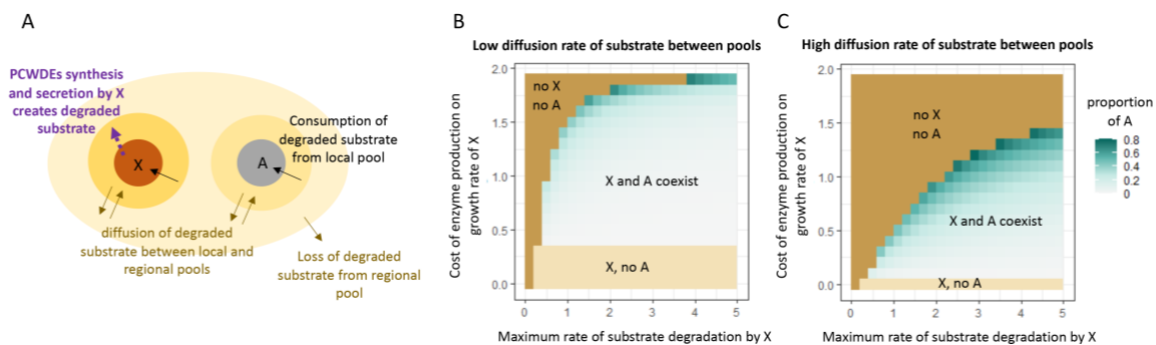 A
PCWDEs synthesis
and secretion by X
creates degraded
substrate
X
A
Consumption of
degraded substrate
from local pool
diffusion of degraded
substrate between local and
regional pools
Loss of degraded
substrate from regional
pool
B
Low diffusion rate of substrate between pools
Cost of enzyme production on
growth rate of X
2.0
1.5
1.0
0.5
0.0
no X
no A
X and A coexist
X, no A
0 1 2 3 4 5
Maximum rate of substrate degradation by X
C
High diffusion rate of substrate between pools
Cost of enzyme production on
growth rate of X
2.0
1.5
1.0
0.5
0.0
no X
no A
X and A coexist
X, no A
0 1 2 3 4 5
Maximum rate of substrate degradation by X
proportion
of A
0.8
0.6
0.4
0.2
0